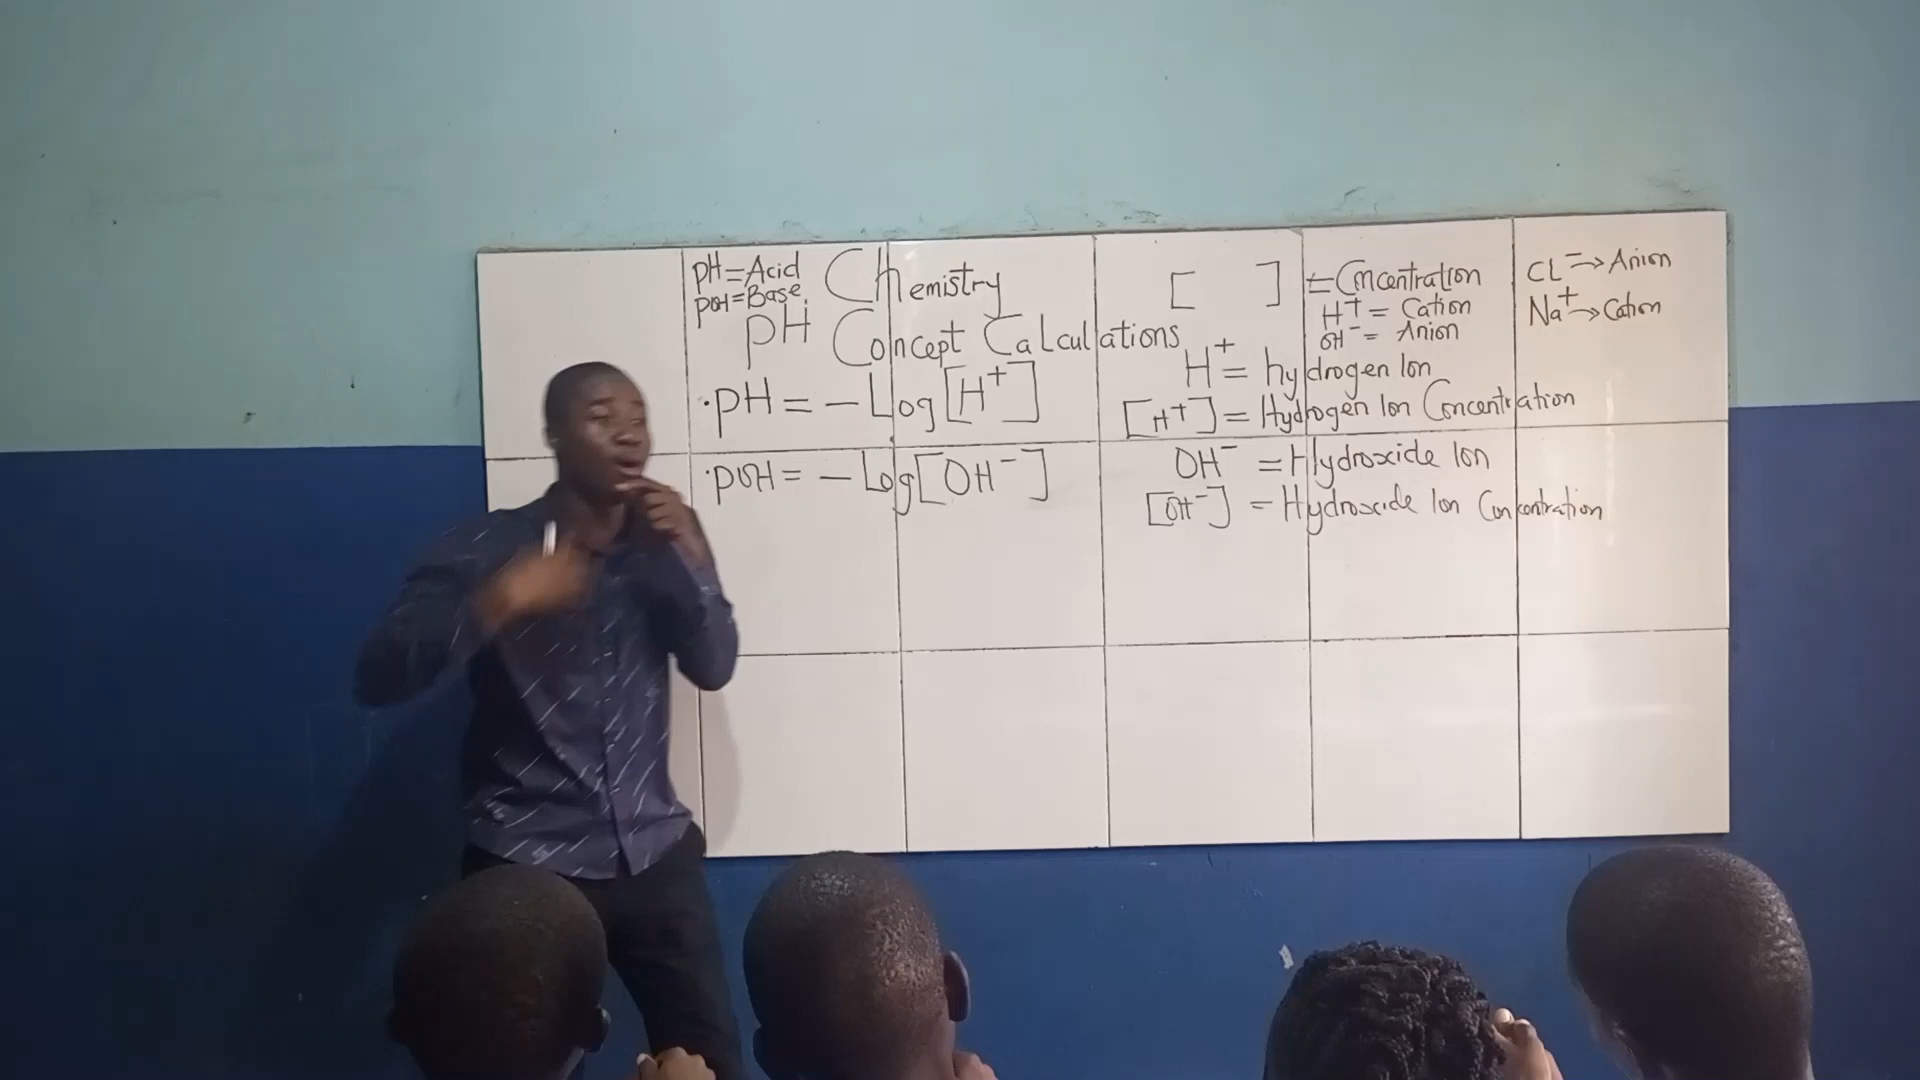 pH=Acid
pOH=Base
Chemistry
pH Concept Calculations
·pH = -Log[H⁺]
·pOH = -Log[OH⁻]
[ ] = Concentration
H⁺ = Cation
OH⁻ = Anion
H⁺ = hydrogen Ion
[H⁺] = Hydrogen Ion Concentration
OH⁻ = Hydroxide Ion
[OH⁻] = Hydroxide Ion Concentration
CL⁻ → Anion
Na⁺ → Cation